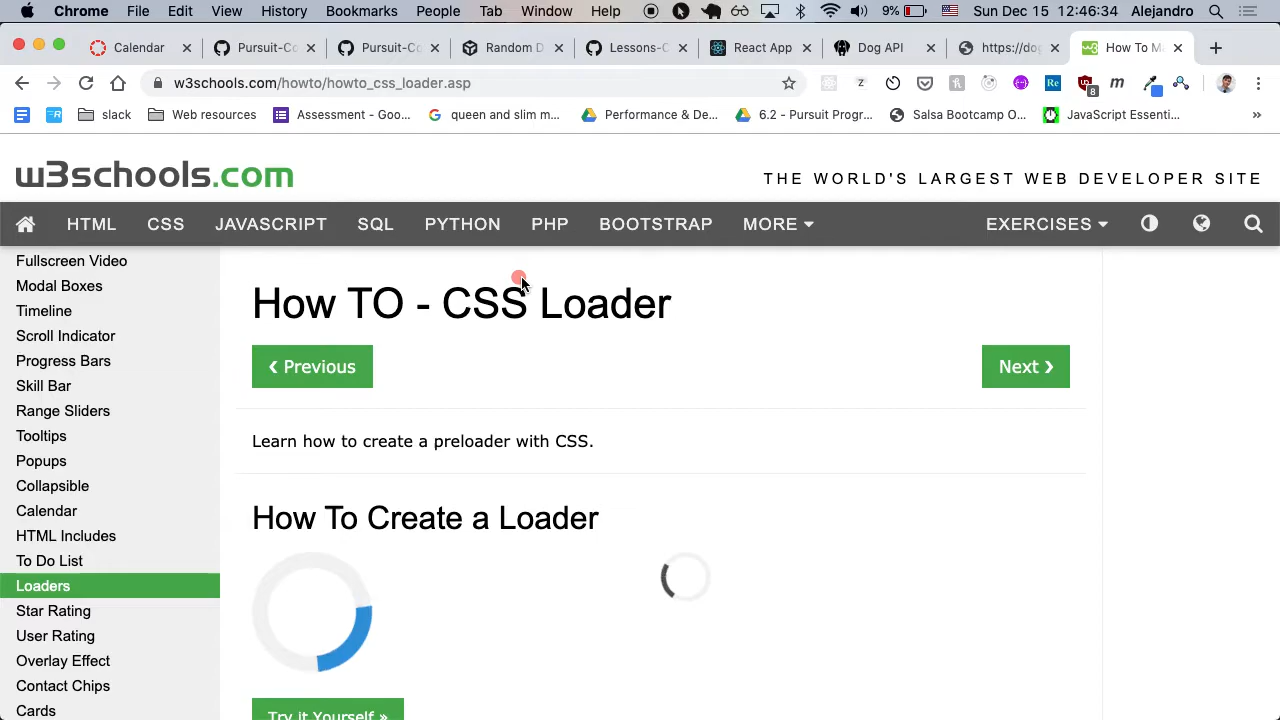 Chrome File Edit View History Bookmarks People Tab Window Help 9% Sun Dec 15 12:46:34 Alejandro
Calendar Pursuit-Co Pursuit-Co Random D Lessons-C React App Dog API https://dog How To Ma
w3schools.com/howto/howto_css_loader.asp
z Re 8 m
slack Web resources Assessment - Goo... queen and slim m... Performance & De... 6.2 - Pursuit Progr... Salsa Bootcamp O... JavaScript Essenti... »
w3schools.com
THE WORLD'S LARGEST WEB DEVELOPER SITE
HTML CSS JAVASCRIPT SQL PYTHON PHP BOOTSTRAP MORE EXERCISES
Fullscreen Video
Modal Boxes
Timeline
Scroll Indicator
Progress Bars
Skill Bar
Range Sliders
Tooltips
Popups
Collapsible
Calendar
HTML Includes
To Do List
Loaders
Star Rating
User Rating
Overlay Effect
Contact Chips
Cards
How TO - CSS Loader
❮ Previous
Next ❯
Learn how to create a preloader with CSS.
How To Create a Loader
Try it Yourself »